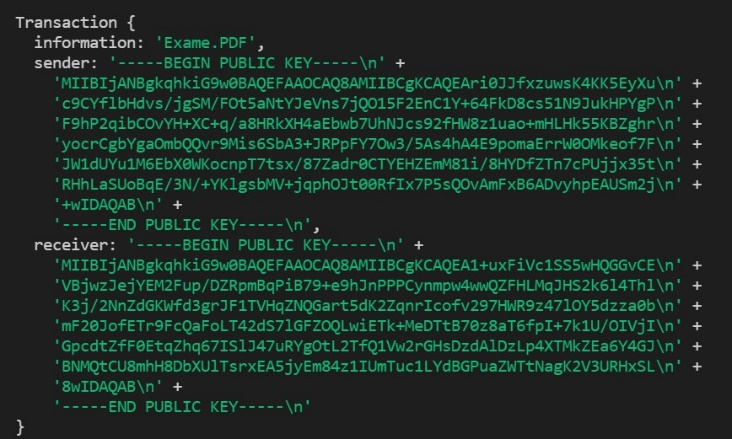 Transaction {
  information: 'Exame.PDF',
  sender: '-----BEGIN PUBLIC KEY-----\n' +
    'MIIBIjANBgkqhkiG9w0BAQEFAAOCAQ8AMIIBCgKCAQEAri0JJfxzuwsK4KK5EyXu\n' +
    'c9CYflbHdvs/jgSM/FOt5aNtYJeVns7jQO15F2EnC1Y+64FkD8cs51N9JukHPYgP\n' +
    'F9hP2qibCOvYH+XC+q/a8HRkXH4aEbwb7UhNJcs92fHW8z1uao+mHLHk55KBZghr\n' +
    'yocrCgbYgaOmbQQvr9Mis6SbA3+JRPpFY7Ow3/5As4hA4E9pomaErrW0OMkeof7F\n' +
    'JW1dUYu1M6EbX0WKocnpT7tsx/87Zadr0CTYEHZEmM81i/8HYDfZTn7cPUjjx35t\n' +
    'RHhLaSUoBqE/3N/+YKlgsbMV+jqphOJt00RfIx7P5sQOvAmFxB6ADvyhpEAUSm2j\n' +
    '+wIDAQAB\n' +
    '-----END PUBLIC KEY-----\n',
  receiver: '-----BEGIN PUBLIC KEY-----\n' +
    'MIIBIjANBgkqhkiG9w0BAQEFAAOCAQ8AMIIBCgKCAQEA1+uxFiVc1SS5wHQGGvCE\n' +
    'VBjwzJejYEM2Fup/DZRpmBqPiB79+e9hJnPPPCynmpw4wwQZFHLMqJHS2k6l4Thl\n' +
    'K3j/2NnZdGKWfd3grJF1TVHqZNQGart5dK2ZqnrIcofv297HWR9z47lOY5dzza0b\n' +
    'mF20JofETr9FcQaFoLT42dS7lGFZOQLwiETk+MeDTtB70z8aT6fpI+7k1U/OIVjI\n' +
    'GpcdtZfF0EtqZhq67ISlJ47uRYgOtL2TfQ1Vw2rGHsDzdAlDzLp4XTMkZEa6Y4GJ\n' +
    'BNMQtCU8mhH8DbXUlTsrxEA5jyEm84z1IUmTuc1LYdBGPuaZWTtNagK2V3URHxSL\n' +
    '8wIDAQAB\n' +
    '-----END PUBLIC KEY-----\n'
}